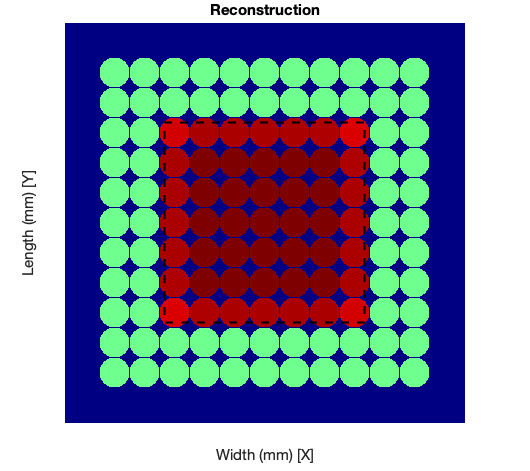 Reconstruction
Length (mm) [Y]
Width (mm) [X]